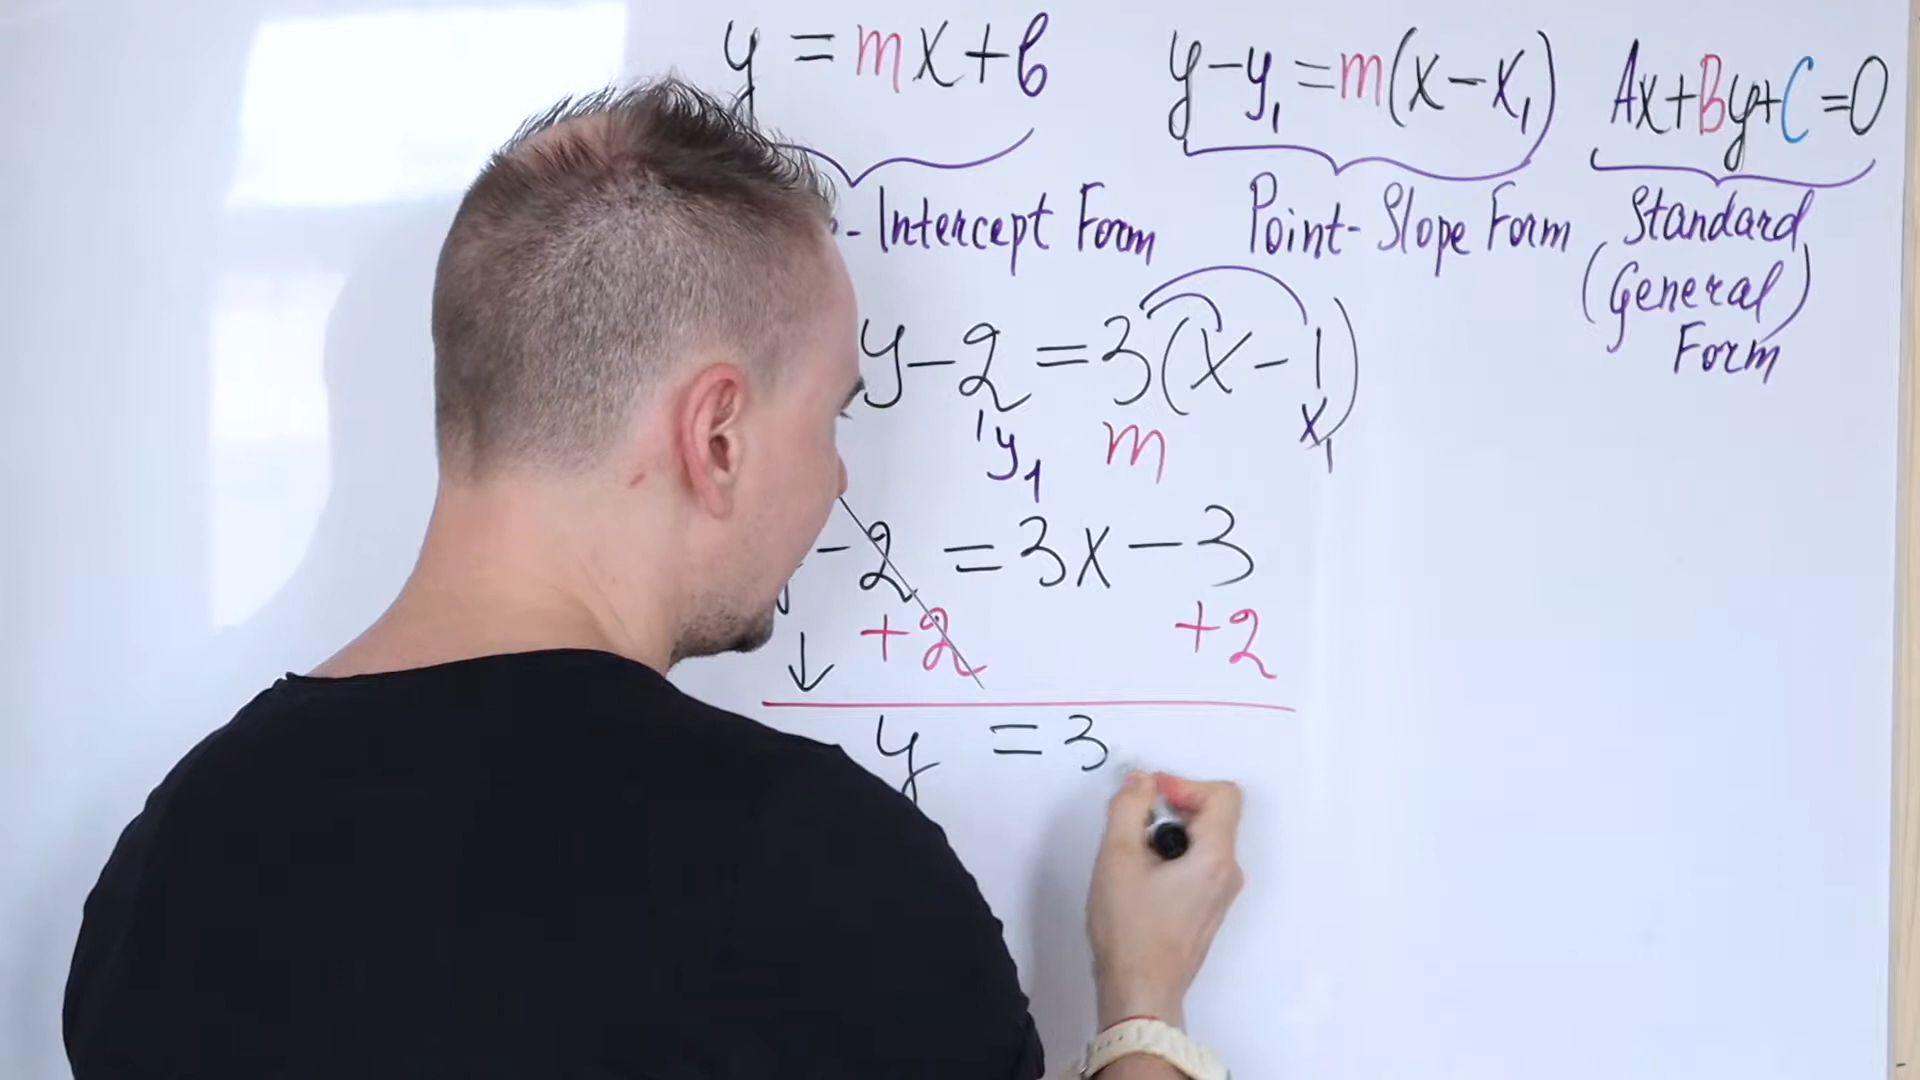 y = mx+b
y-y₁ = m(x-x₁)
Ax+By+C=0
- Intercept Form
Point-Slope Form
Standard
(General)
Form
y-2 = 3(x-1)
y₁ m x₁
-2 = 3x-3
+2 +2
y = 3